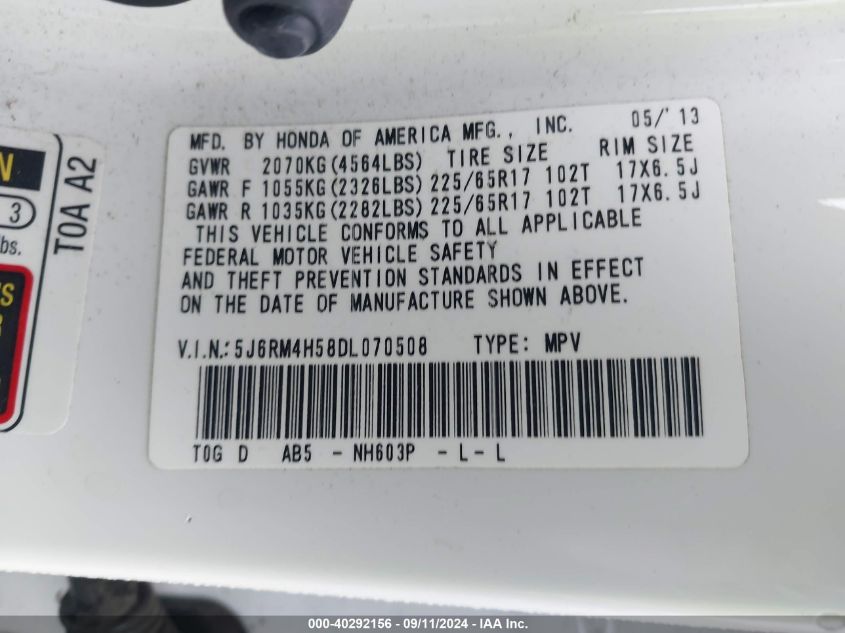 MFD. BY HONDA OF AMERICA MFG., INC. 05/'13
GVWR 2070KG(4564LBS) TIRE SIZE RIM SIZE
GAWR F 1055KG(2326LBS) 225/65R17 102T 17X6.5J
GAWR R 1035KG(2282LBS) 225/65R17 102T 17X6.5J
THIS VEHICLE CONFORMS TO ALL APPLICABLE
FEDERAL MOTOR VEHICLE SAFETY
AND THEFT PREVENTION STANDARDS IN EFFECT
ON THE DATE OF MANUFACTURE SHOWN ABOVE.
V.I.N.:5J6RM4H58DL070508 TYPE: MPV
T0G D AB5 - NH603P - L - L
T0A A2
3
000-40292156 - 09/11/2024 - IAA Inc.